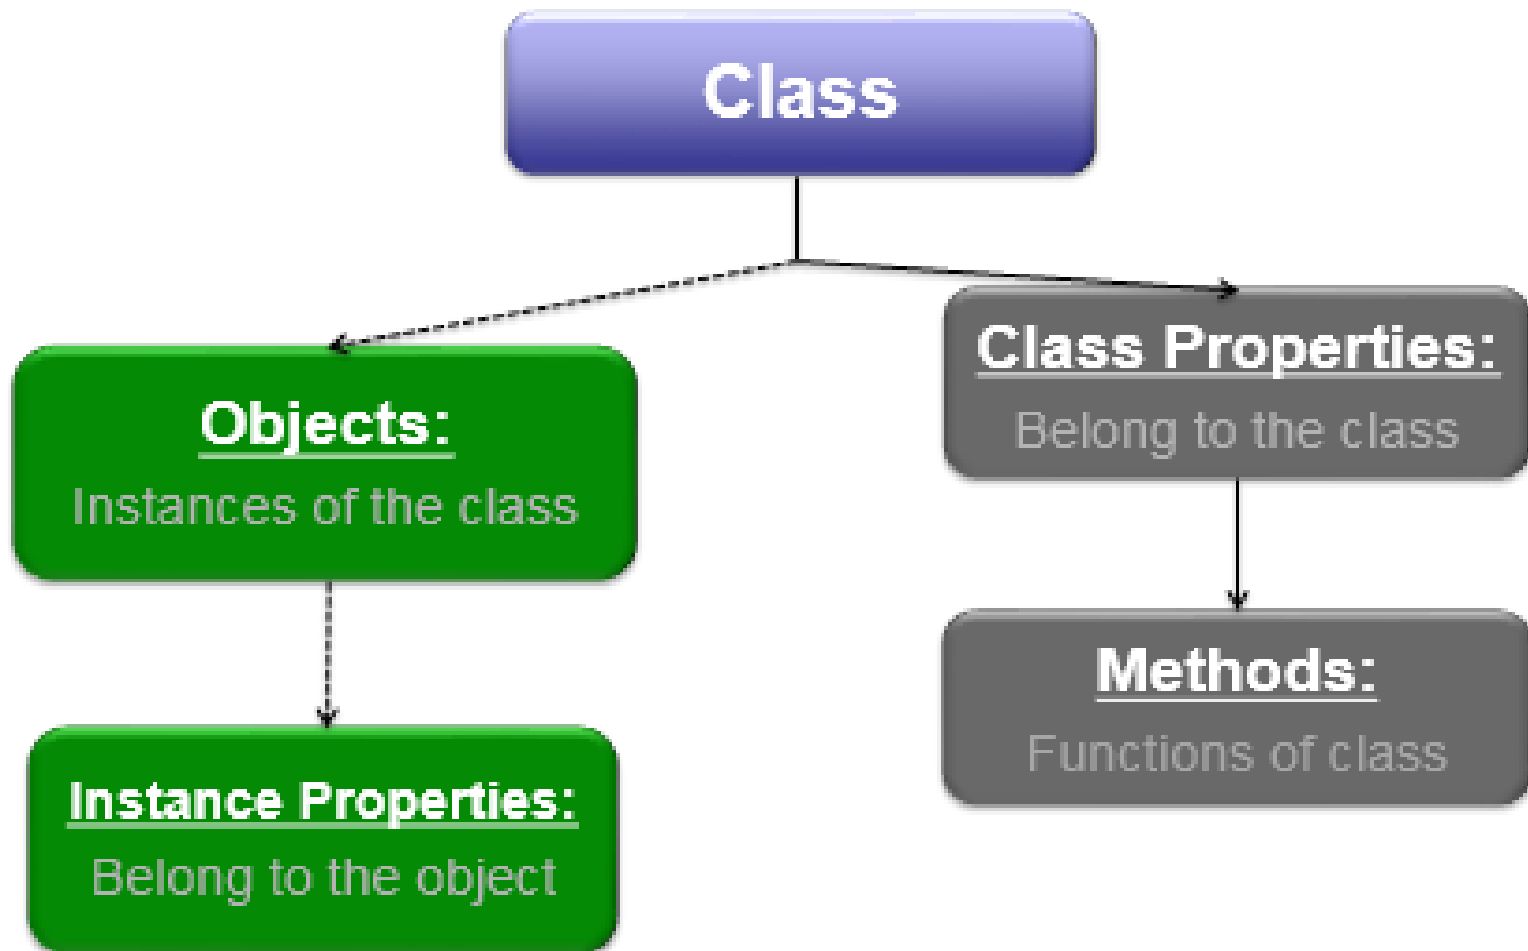 Class
Objects:
Instances of the class
Instance Properties:
Belong to the object
Class Properties:
Belong to the class
Methods:
Functions of class